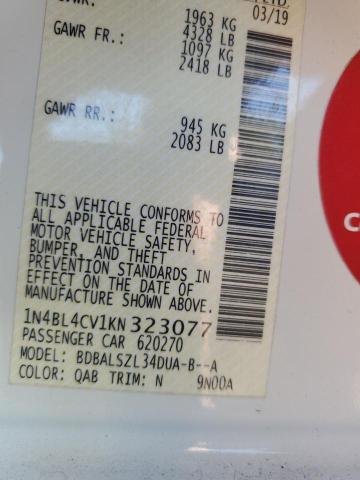 03/19
1963 KG
GAWR FR.: 4328 LB
1097 KG
2418 LB
GAWR RR.: 945 KG
2083 LB
THIS VEHICLE CONFORMS TO
ALL APPLICABLE FEDERAL
MOTOR VEHICLE SAFETY,
BUMPER, AND THEFT
PREVENTION STANDARDS IN
EFFECT ON THE DATE OF
MANUFACTURE SHOWN ABOVE.
1N4BL4CV1KN323077
PASSENGER CAR 620270
MODEL: BDBALSZL34DUA-B--A
COLOR: QAB TRIM: N 9N00A
C